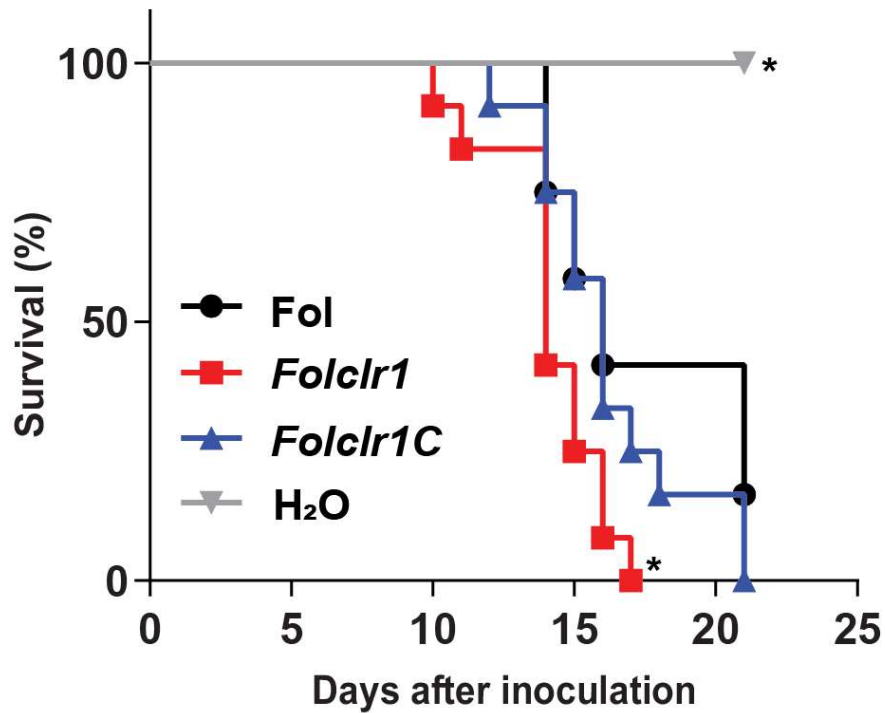 100
*
Survival (%)
50
Fol
Folclr1
Folclr1C
H₂O
*
0
0 5 10 15 20 25
Days after inoculation